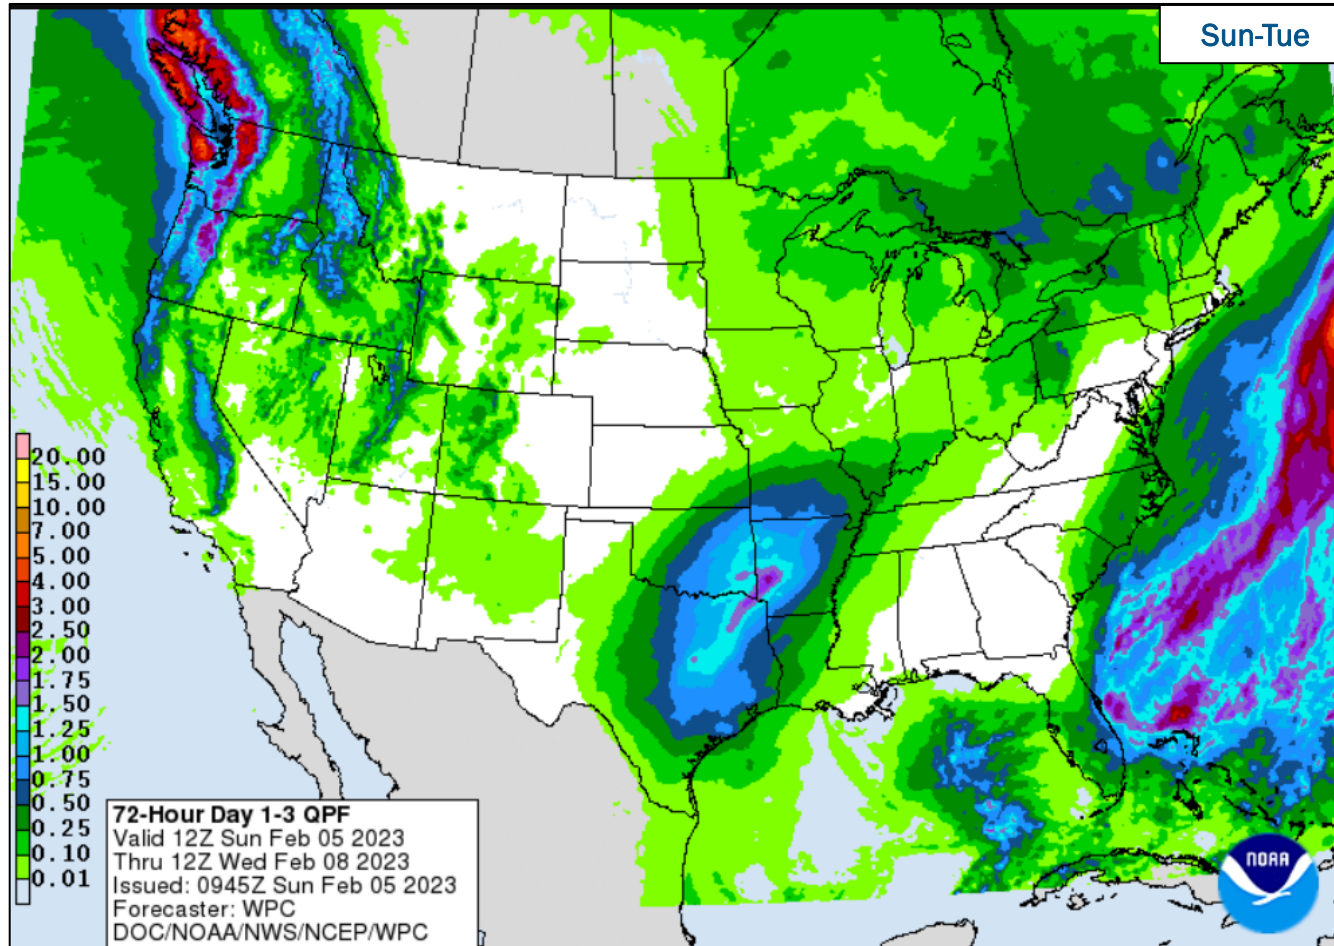 Sun-Tue
20.00
15.00
10.00
7.00
5.00
4.00
3.00
2.50
2.00
1.75
1.50
1.25
1.00
0.75
0.50
0.25
0.10
0.01
72-Hour Day 1-3 QPF
Valid 12Z Sun Feb 05 2023
Thru 12Z Wed Feb 08 2023
Issued: 0945Z Sun Feb 05 2023
Forecaster: WPC
DOC/NOAA/NWS/NCEP/WPC
NOAA